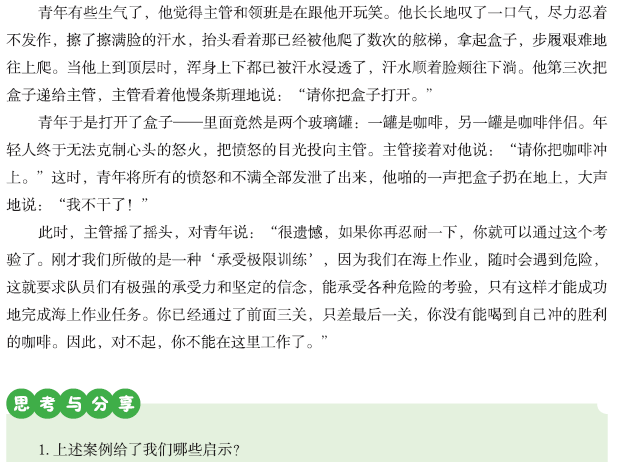 青年有些生气了，他觉得主管和领班是在跟他开玩笑。他长长地叹了一口气，尽力忍着
不发作，擦了擦满脸的汗水，抬头看着那已经被他爬了数次的舷梯，拿起盒子，步履艰难地
往上爬。当他上到顶层时，浑身上下都已被汗水浸透了，汗水顺着脸颊往下淌。他第三次把
盒子递给主管，主管看着他慢条斯理地说：“请你把盒子打开。”
青年于是打开了盒子——里面竟然是两个玻璃罐：一罐是咖啡，另一罐是咖啡伴侣。年
轻人终于无法克制心头的怒火，把愤怒的目光投向主管。主管接着对他说：“请你把咖啡冲
上。”这时，青年将所有的愤怒和不满全部发泄了出来，他啪的一声把盒子扔在地上，大声
地说：“我不干了！”
此时，主管摇了摇头，对青年说：“很遗憾，如果你再忍耐一下，你就可以通过这个考
验了。刚才我们所做的是一种‘承受极限训练’，因为我们在海上作业，随时会遇到危险，
这就要求队员们有极强的承受力和坚定的信念，能承受各种危险的考验，只有这样才能成功
地完成海上作业任务。你已经通过了前面三关，只差最后一关，你没有能喝到自己冲的胜利
的咖啡。因此，对不起，你不能在这里工作了。”
思考与分享
1. 上述案例给了我们哪些启示？